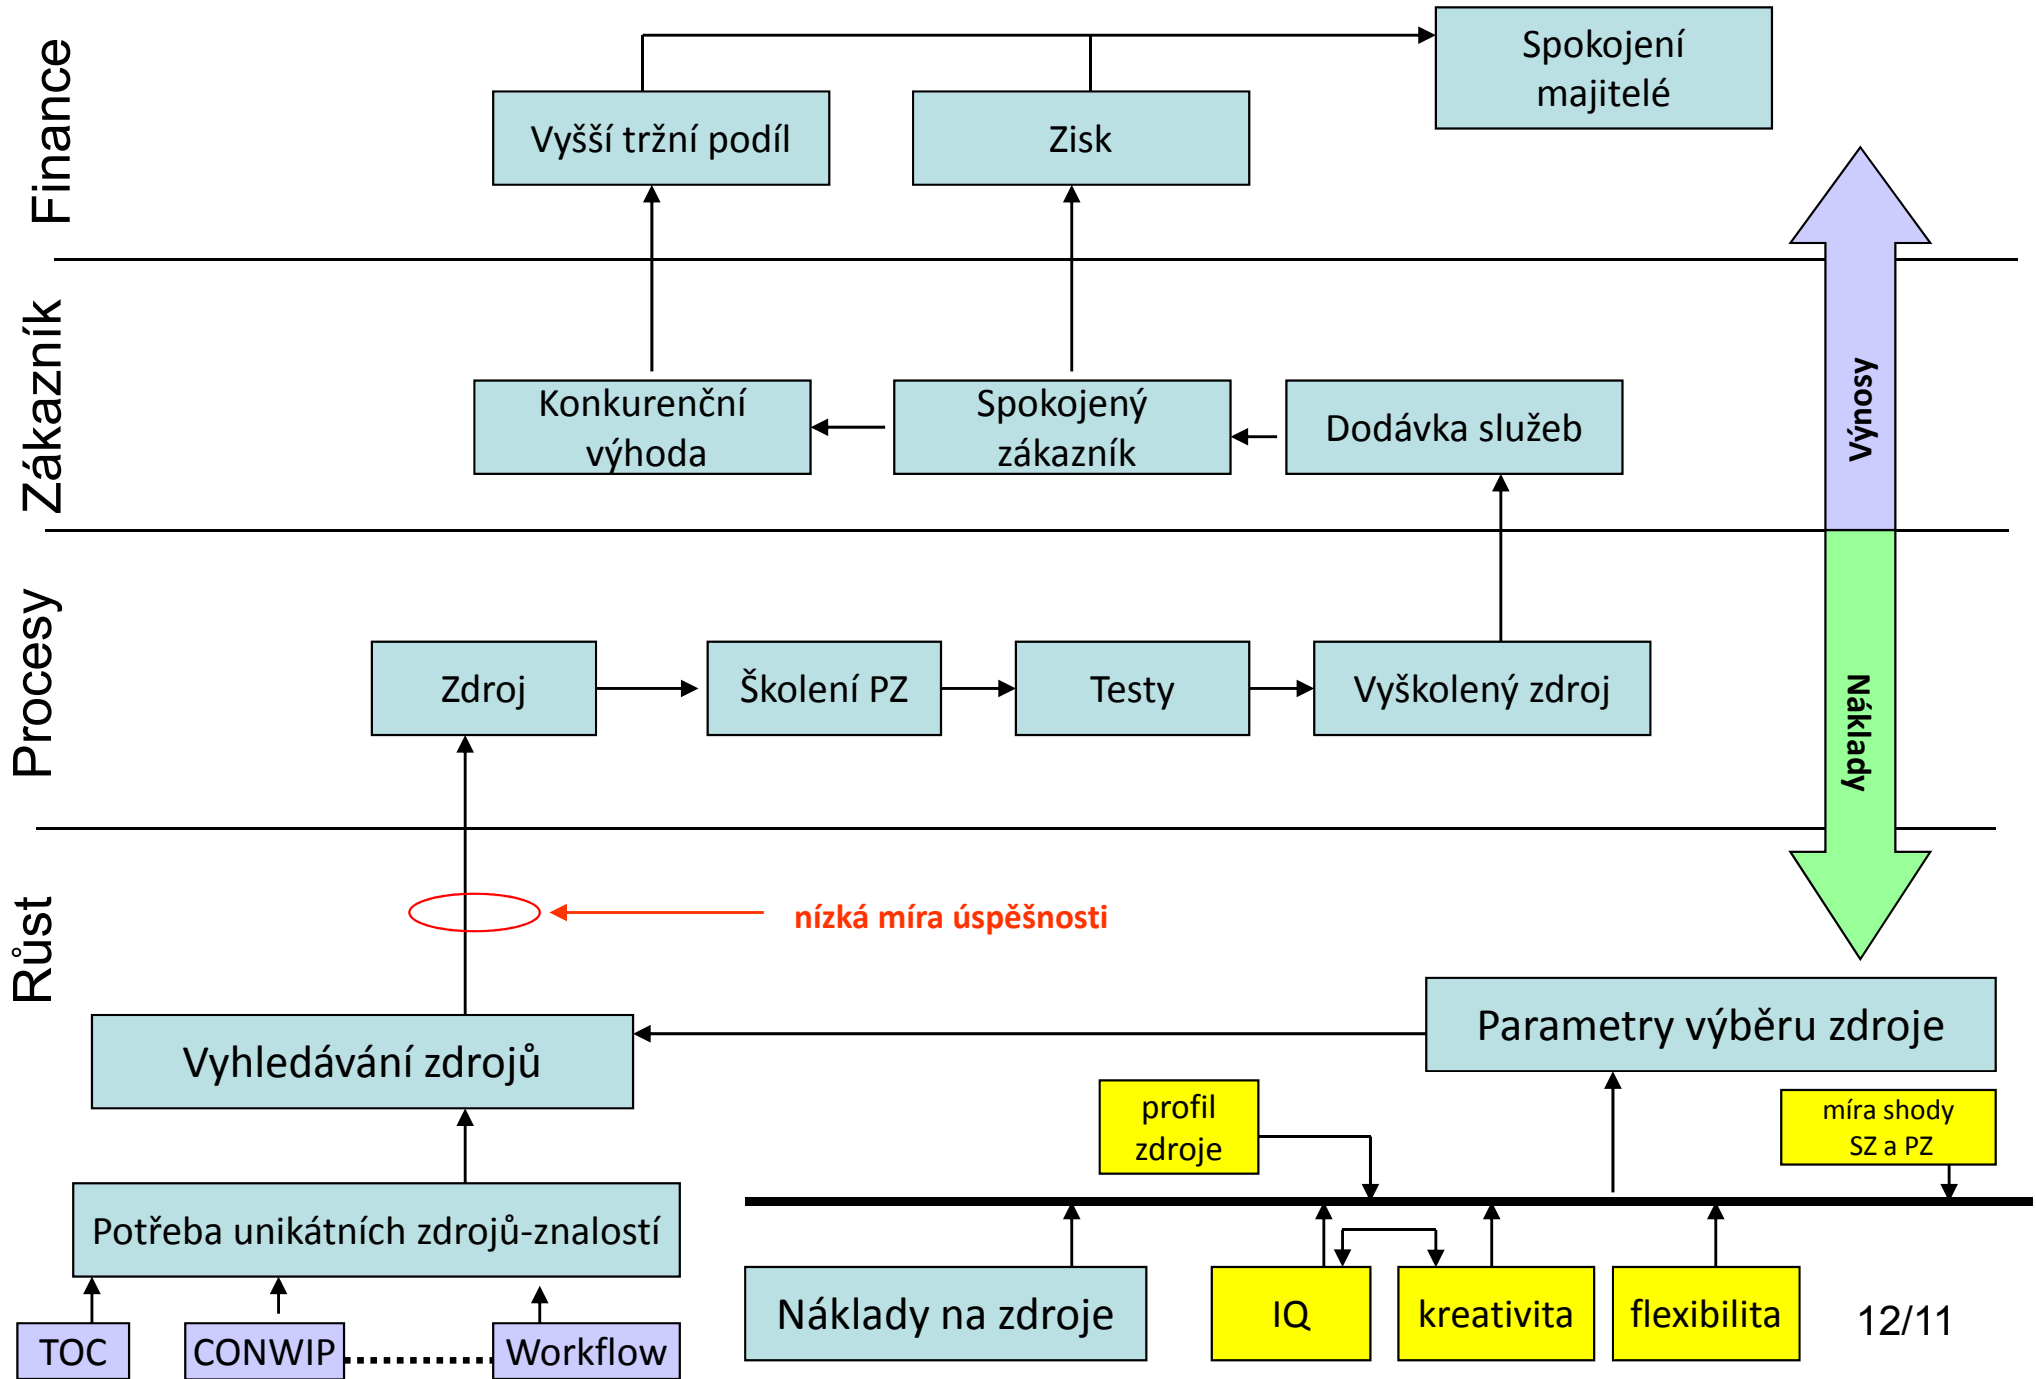 Finance
Spokojení
majitelé
Vyšší tržní podíl
Zisk
Zákazník
Výnosy
Konkurenční
výhoda
Spokojený
zákazník
Dodávka služeb
Procesy
Zdroj
Školení PZ
Testy
Vyškolený zdroj
Náklady
Růst
nízká míra úspěšnosti
Vyhledávání zdrojů
Parametry výběru zdroje
profil
zdroje
míra shody
SZ a PZ
Potřeba unikátních zdrojů-znalostí
Náklady na zdroje
IQ
kreativita
flexibilita
12/11
TOC
CONWIP
Workflow